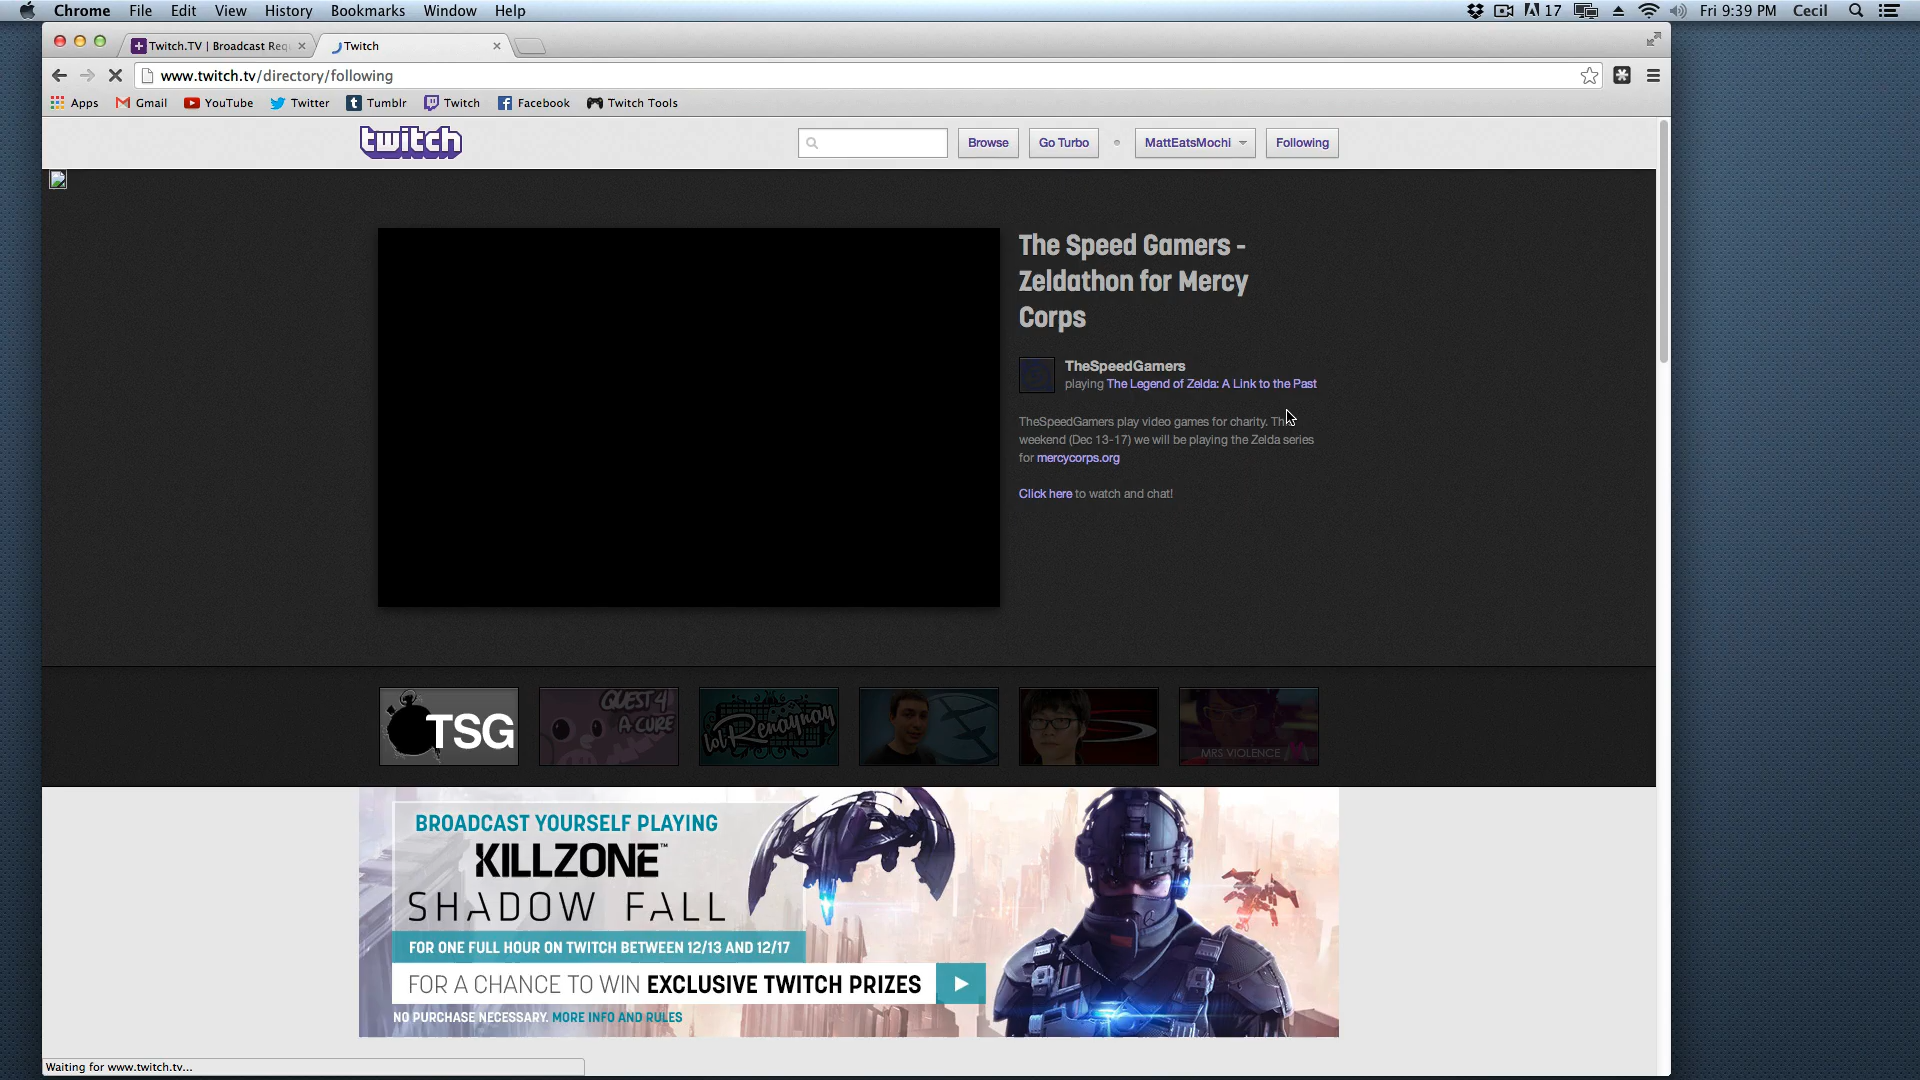 Chrome File Edit View History Bookmarks Window Help 17 Fri 9:39 PM Cecil
Twitch.TV | Broadcast Req Twitch
www.twitch.tv/directory/following
Apps Gmail YouTube Twitter Tumblr Twitch Facebook Twitch Tools
twitch Browse Go Turbo MattEatsMochi Following
The Speed Gamers -
Zeldathon for Mercy
Corps
TheSpeedGamers
playing The Legend of Zelda: A Link to the Past
TheSpeedGamers play video games for charity. Th
weekend (Dec 13-17) we will be playing the Zelda series
for mercycorps.org
Click here to watch and chat!
TSG
QUEST 4
A CURE
lol Renaynay
MRS VIOLENCE
BROADCAST YOURSELF PLAYING
KILLZONE™
SHADOW FALL
FOR ONE FULL HOUR ON TWITCH BETWEEN 12/13 AND 12/17
FOR A CHANCE TO WIN EXCLUSIVE TWITCH PRIZES
NO PURCHASE NECESSARY. MORE INFO AND RULES
Waiting for www.twitch.tv...